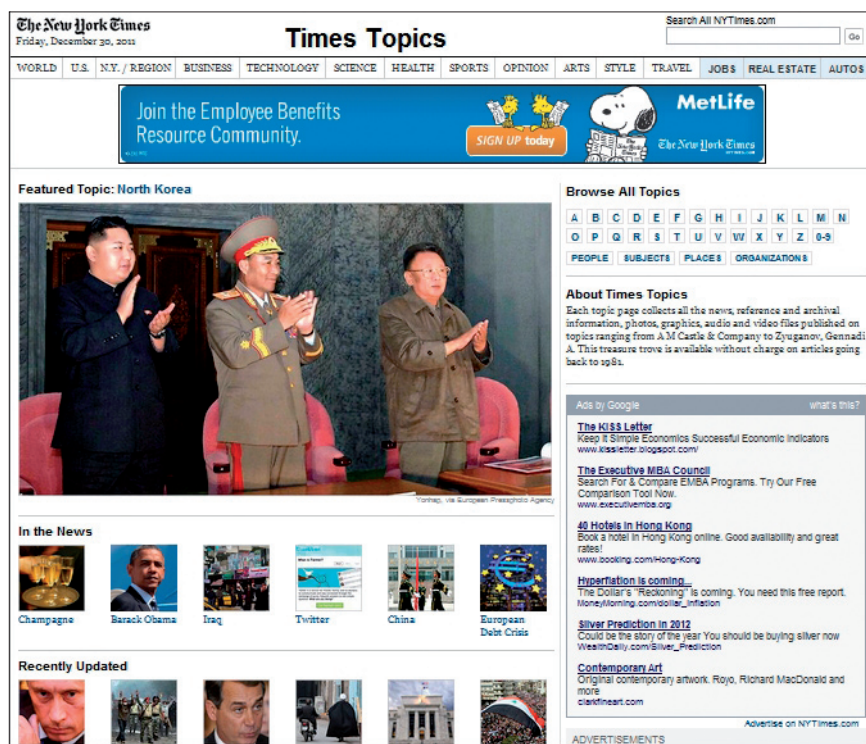 The New York Times
Friday, December 30, 2011
Times Topics
Search All NYTimes.com
Go
WORLD U.S. N.Y. / REGION BUSINESS TECHNOLOGY SCIENCE HEALTH SPORTS OPINION ARTS STYLE TRAVEL JOBS REAL ESTATE AUTOS
Join the Employee Benefits
Resource Community.
SIGN UP today
MetLife
The New York Times
Featured Topic: North Korea
Yonhap, via European Pressphoto Agency
In the News
Champagne
Barack Obama
Iraq
Twitter
China
European
Debt Crisis
Recently Updated
Browse All Topics
A B C D E F G H I J K L M N
O P Q R S T U V W X Y Z 0-9
PEOPLE SUBJECTS PLACES ORGANIZATIONS
About Times Topics
Each topic page collects all the news, reference and archival
information, photos, graphics, audio and video files published on
topics ranging from A M Castle & Company to Zyuganov, Gennadi
A. This treasure trove is available without charge on articles going
back to 1981.
Ads by Google what's this?
The KISS Letter
Keep It Simple Economics Successful Economic Indicators
www.kissletter.blogspot.com/
The Executive MBA Council
Search For & Compare EMBA Programs. Try Our Free
Comparison Tool Now.
www.executivemba.org
40 Hotels in Hong Kong
Book a hotel in Hong Kong online. Good availability and great
rates!
www.booking.com/Hong-Kong
Hyperflation is coming...
The Dollar's "Reckoning" is coming. You need this free report.
MoneyMorning.com/dollar_inflation
Silver Prediction in 2012
Could be the story of the year You should be buying silver now
WealthDaily.com/Silver_Prediction
Contemporary Art
Original contemporary artwork. Royo, Richard MacDonald and
more
clarkfineart.com
Advertise on NYTimes.com
ADVERTISEMENTS